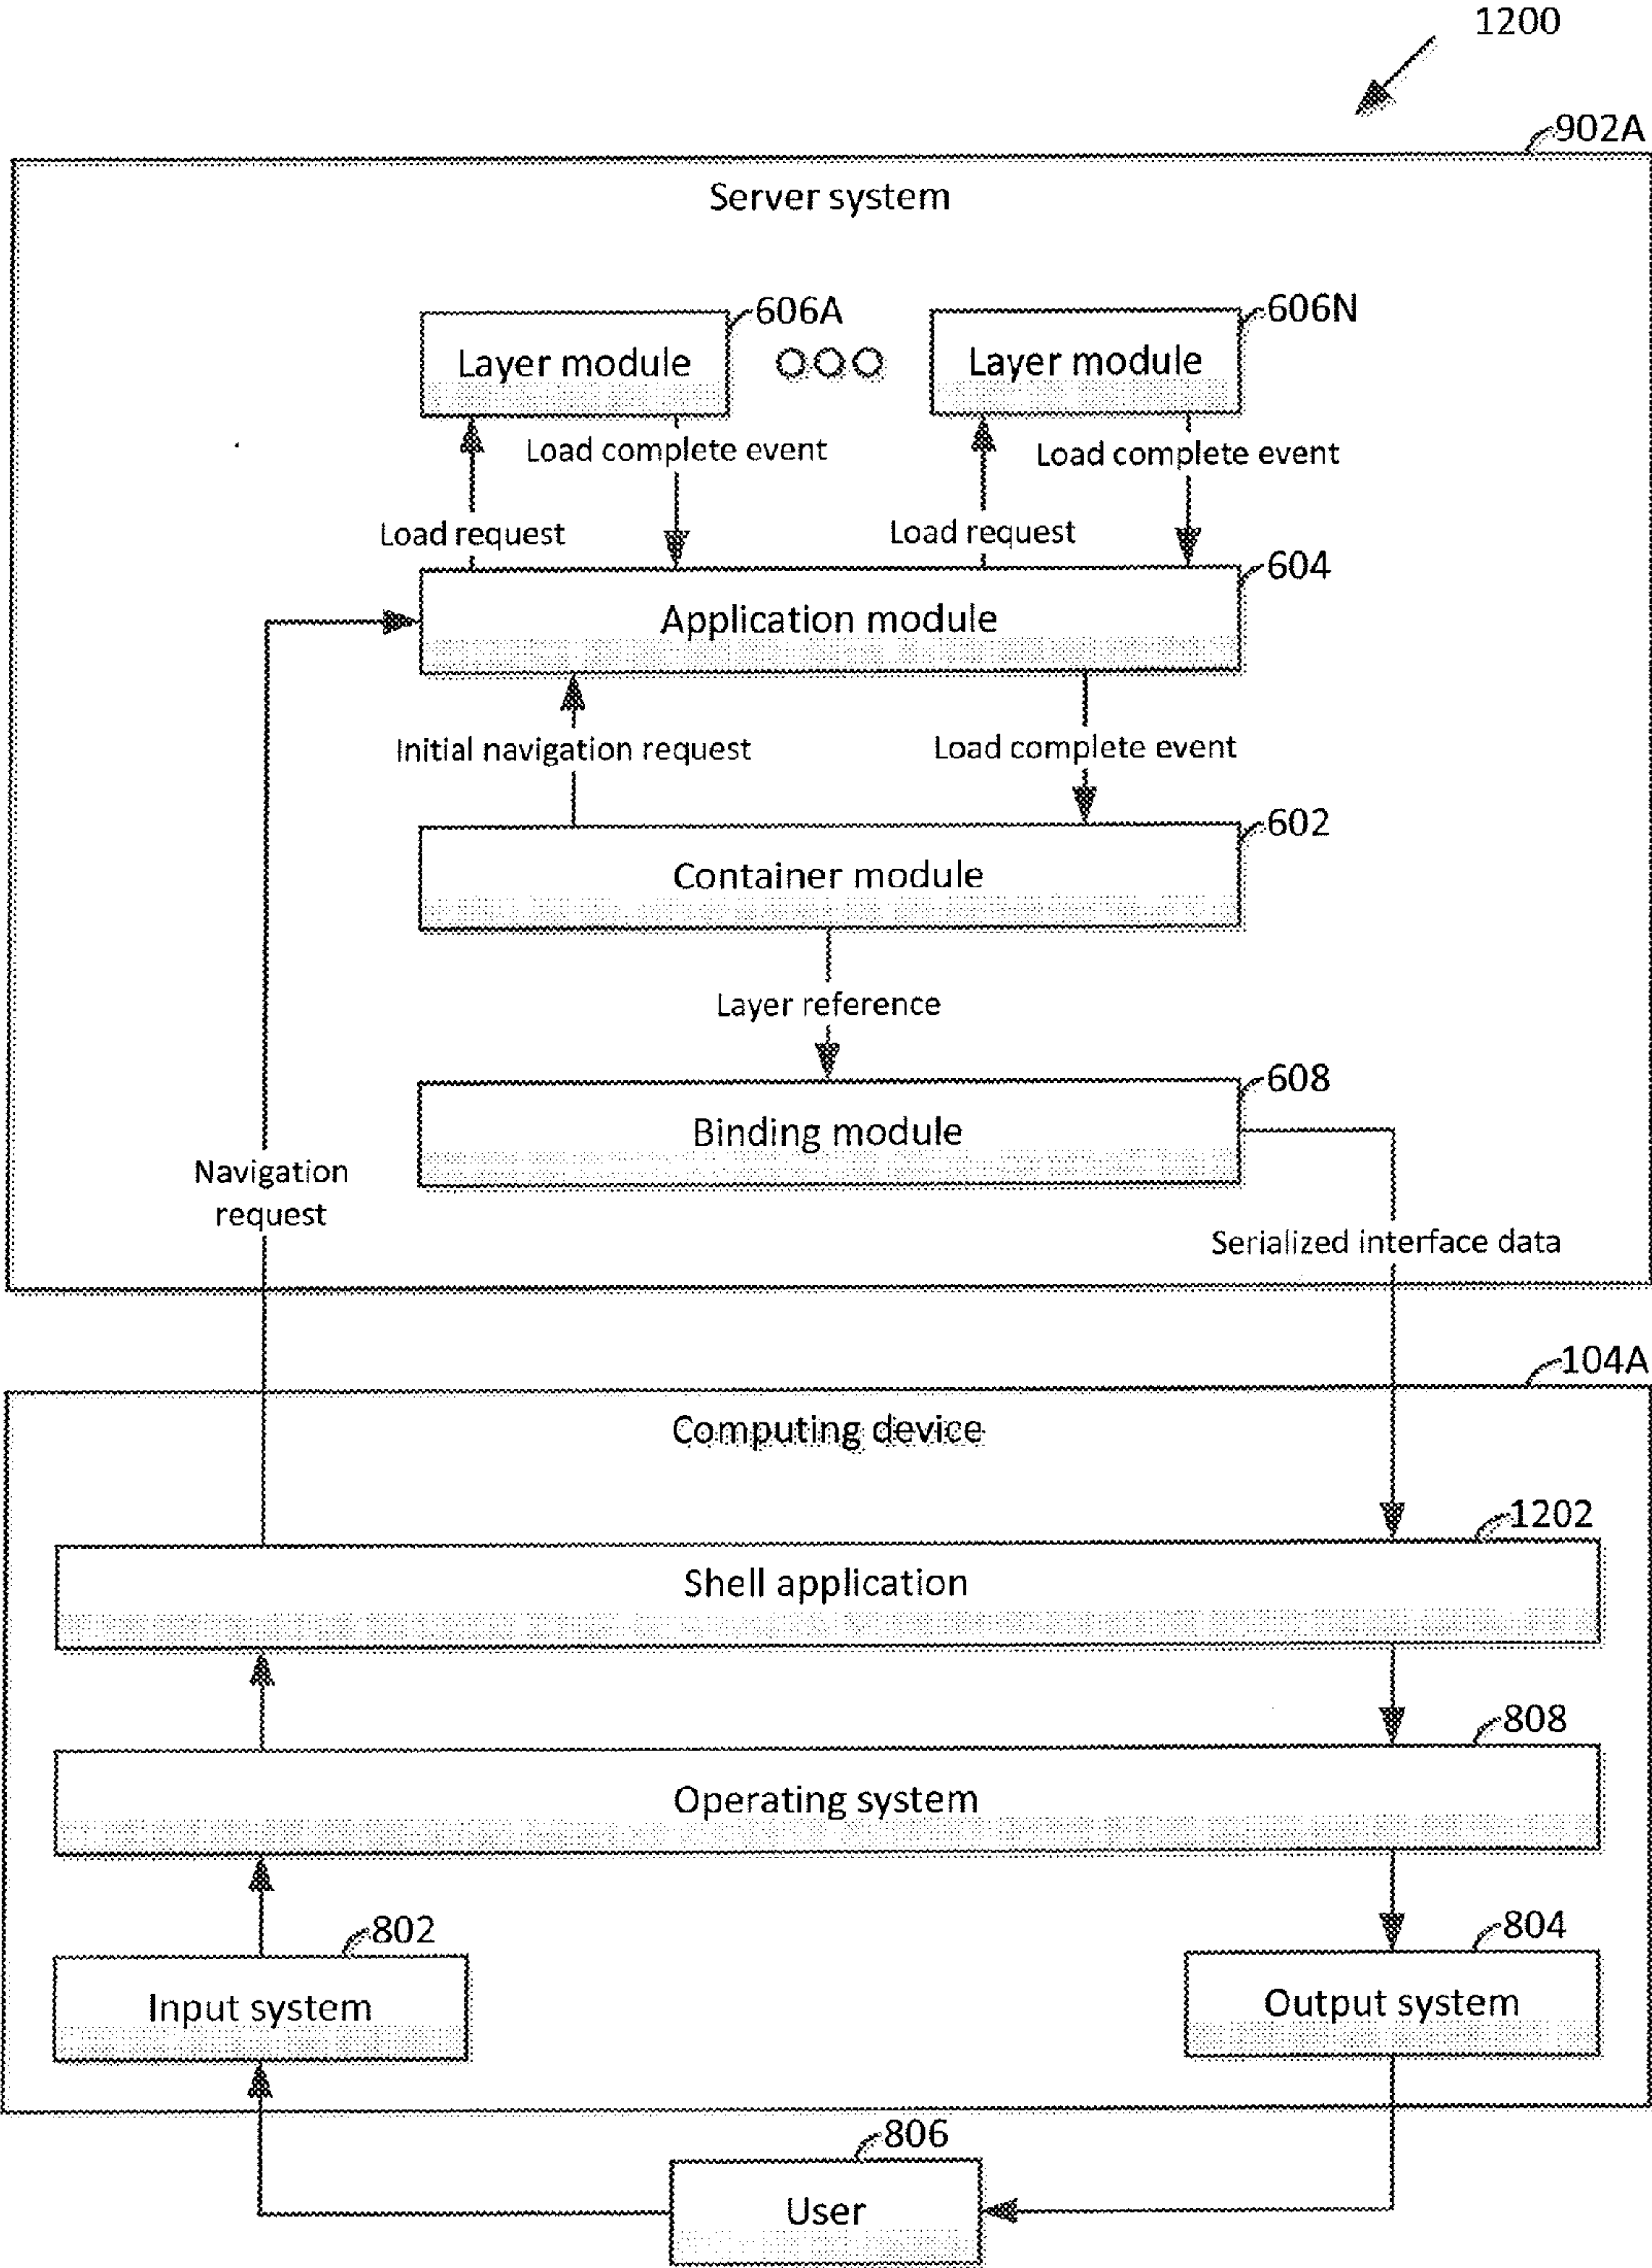 1200
902A
Server system
606A
606N
Layer module
Layer module
Load complete event
Load complete event
Load request
Load request
604
Application module
Initial navigation request
Load complete event
602
Container module
Layer reference
608
Binding module
Navigation
request
Serialized interface data
104A
Computing device
1202
Shell application
808
Operating system
802
804
Input system
Output system
806
User